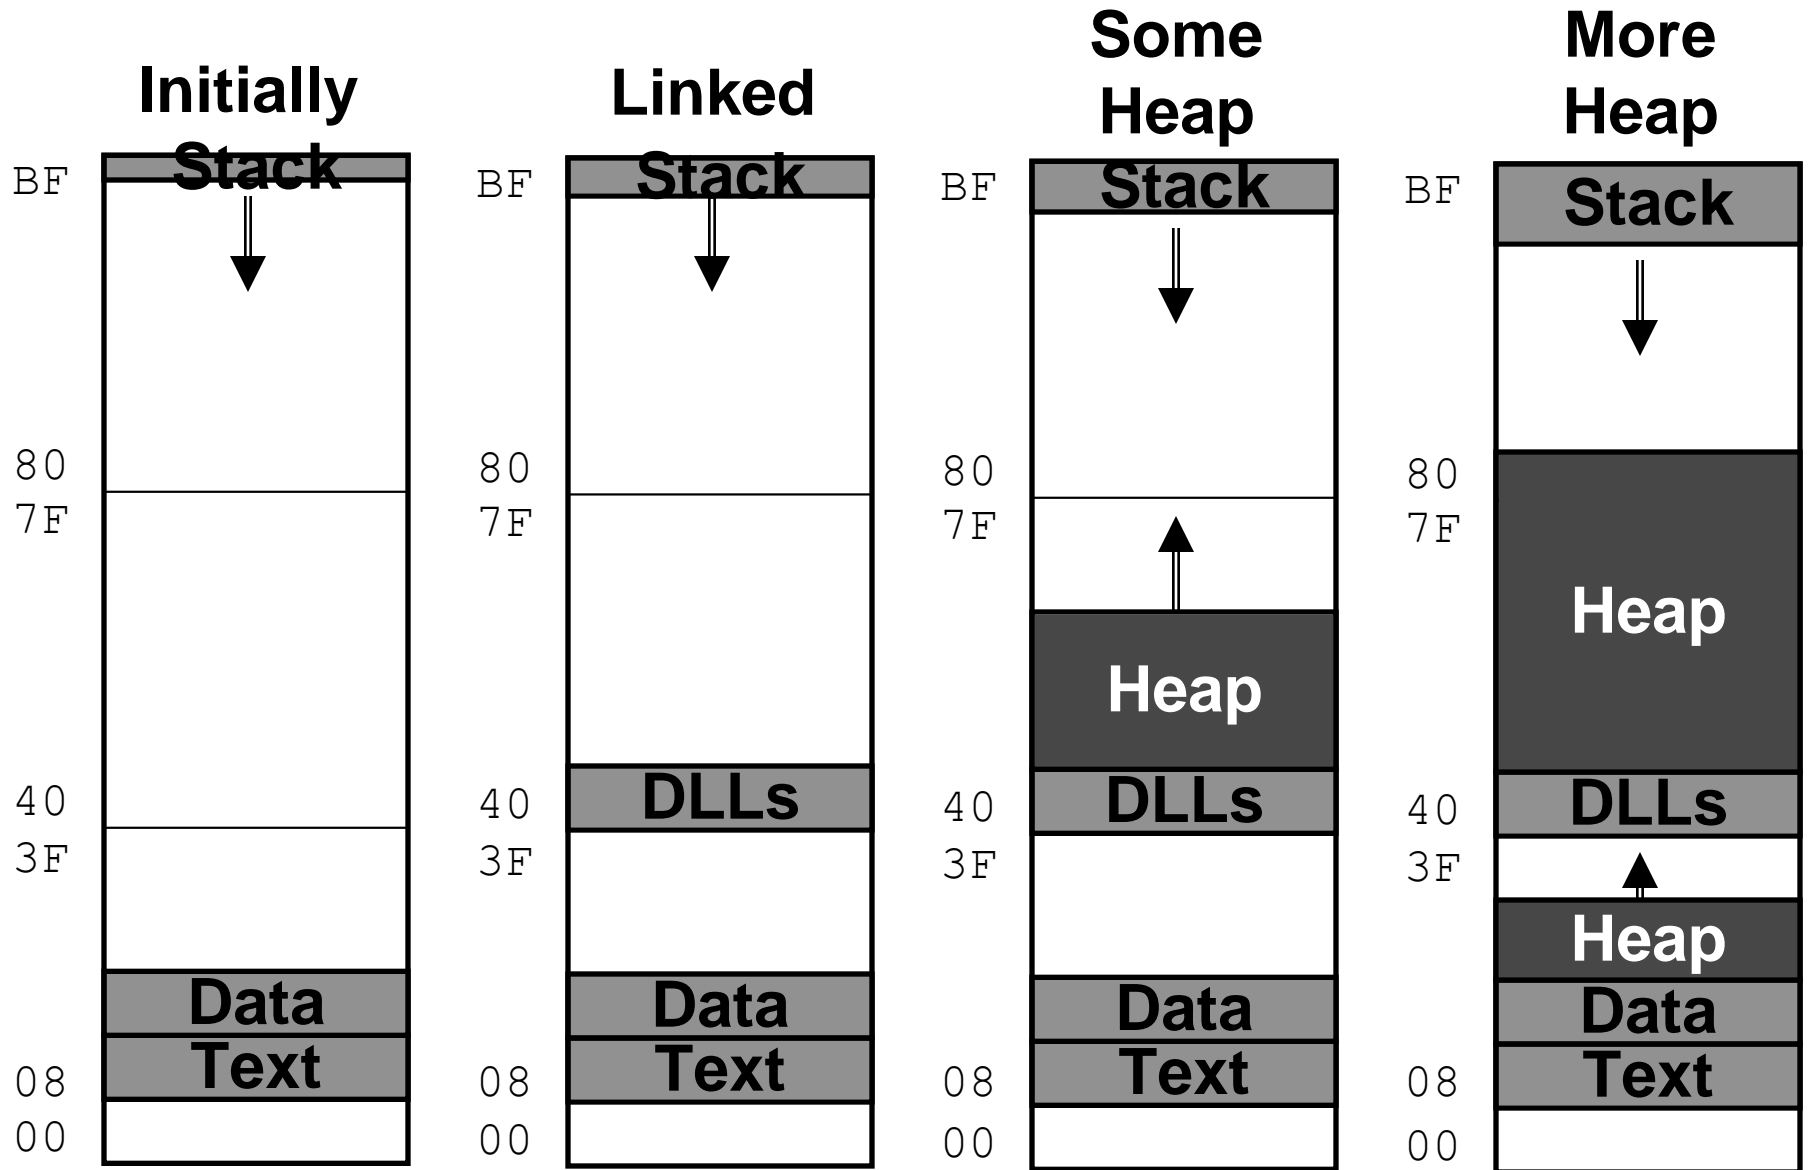 Initially
Stack
BF
80
7F
40
3F
Data
Text
08
00
Linked
Stack
BF
80
7F
DLLs
40
3F
Data
Text
08
00
Some
Heap
Stack
BF
80
7F
Heap
DLLs
40
3F
Data
Text
08
00
More
Heap
Stack
BF
80
7F
Heap
DLLs
40
3F
Heap
Data
Text
08
00